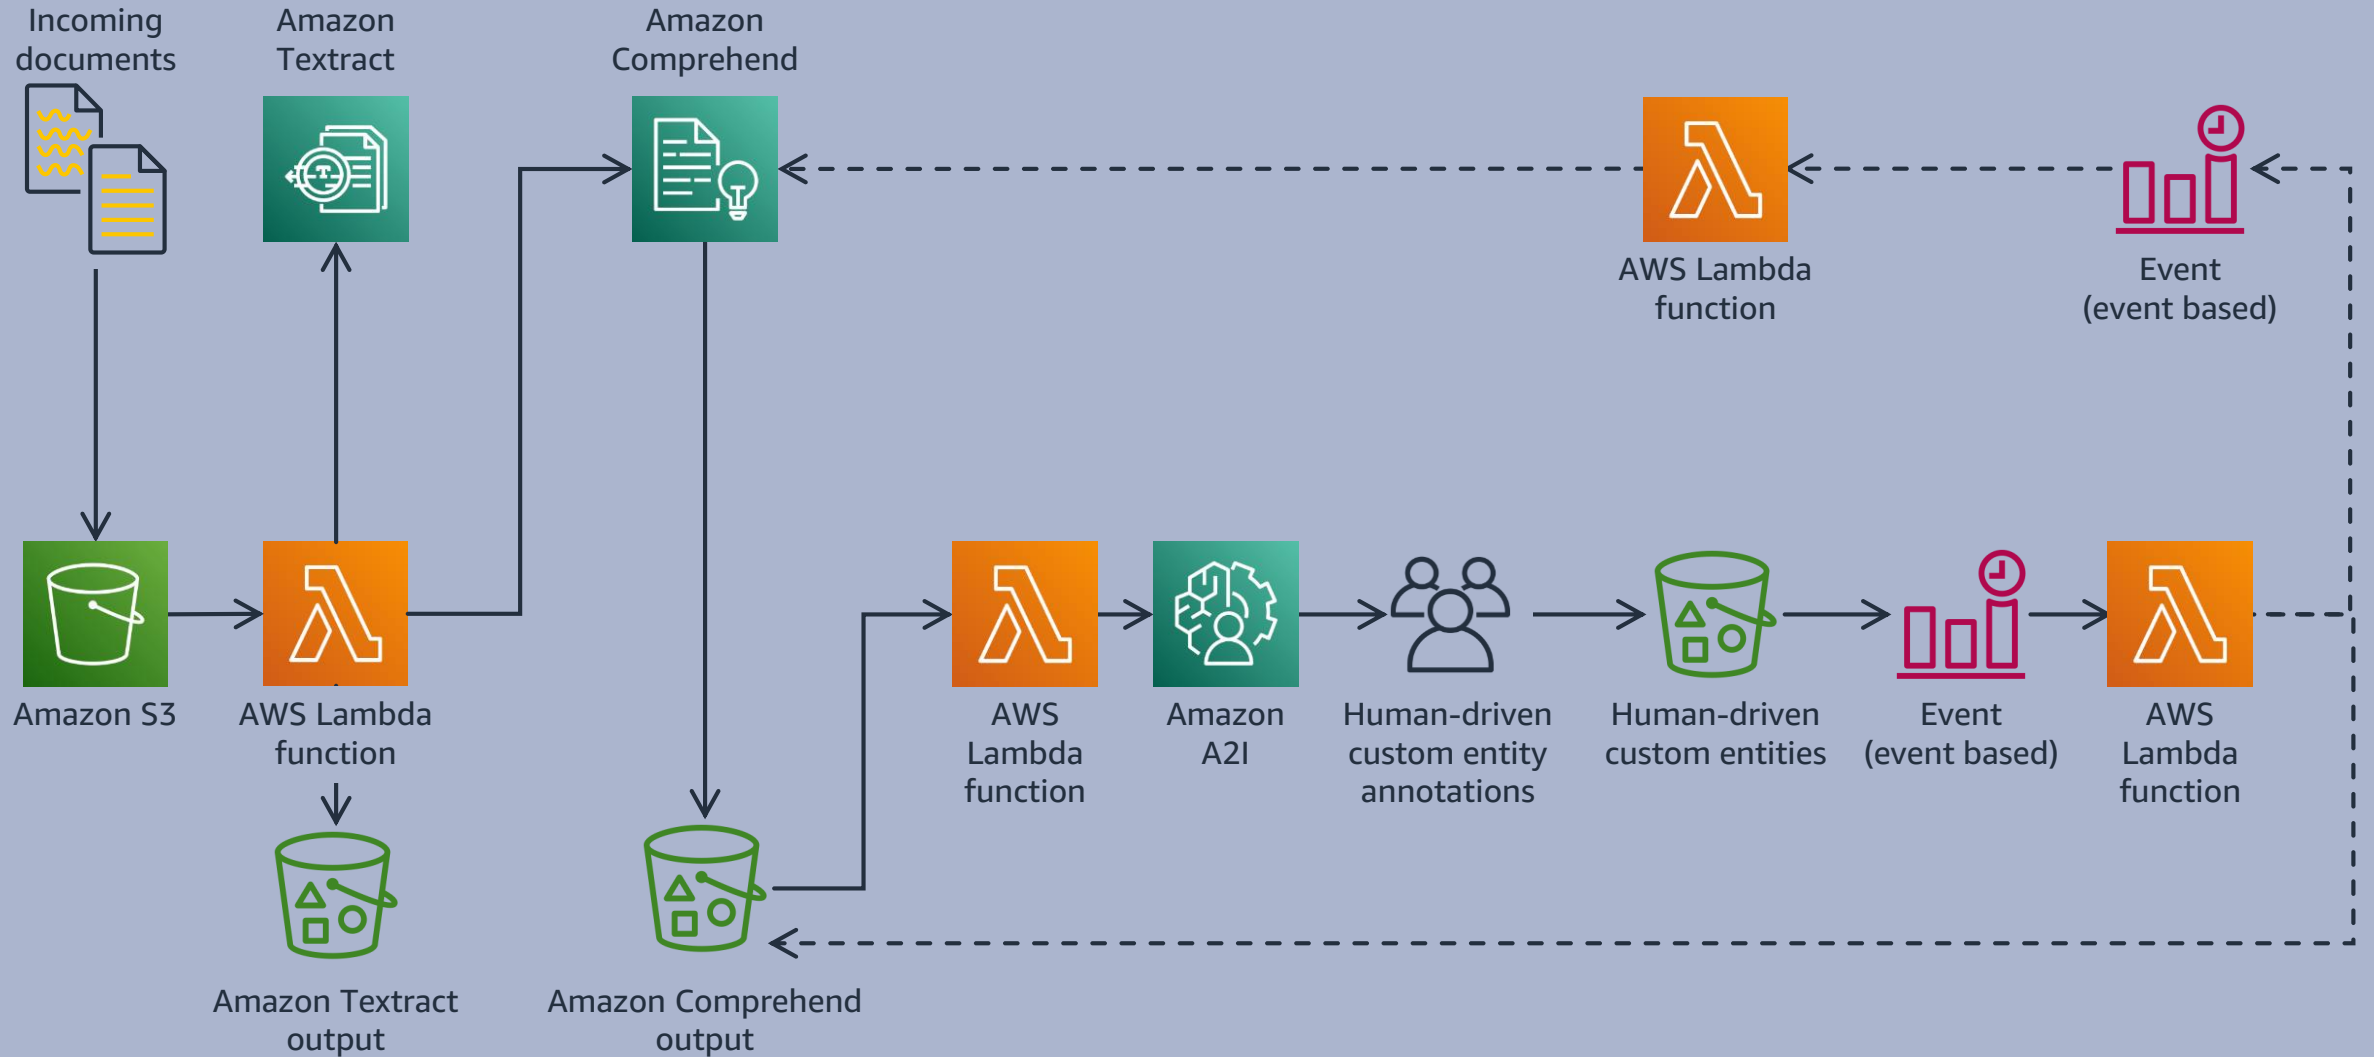 Incoming
documents
Amazon
Textract
Amazon
Comprehend
AWS Lambda
function
Event
(event based)
Amazon S3
AWS Lambda
function
AWS
Lambda
function
Amazon
A2I
Human-driven
custom entity
annotations
Human-driven
custom entities
Event
(event based)
AWS
Lambda
function
Amazon Textract
output
Amazon Comprehend
output